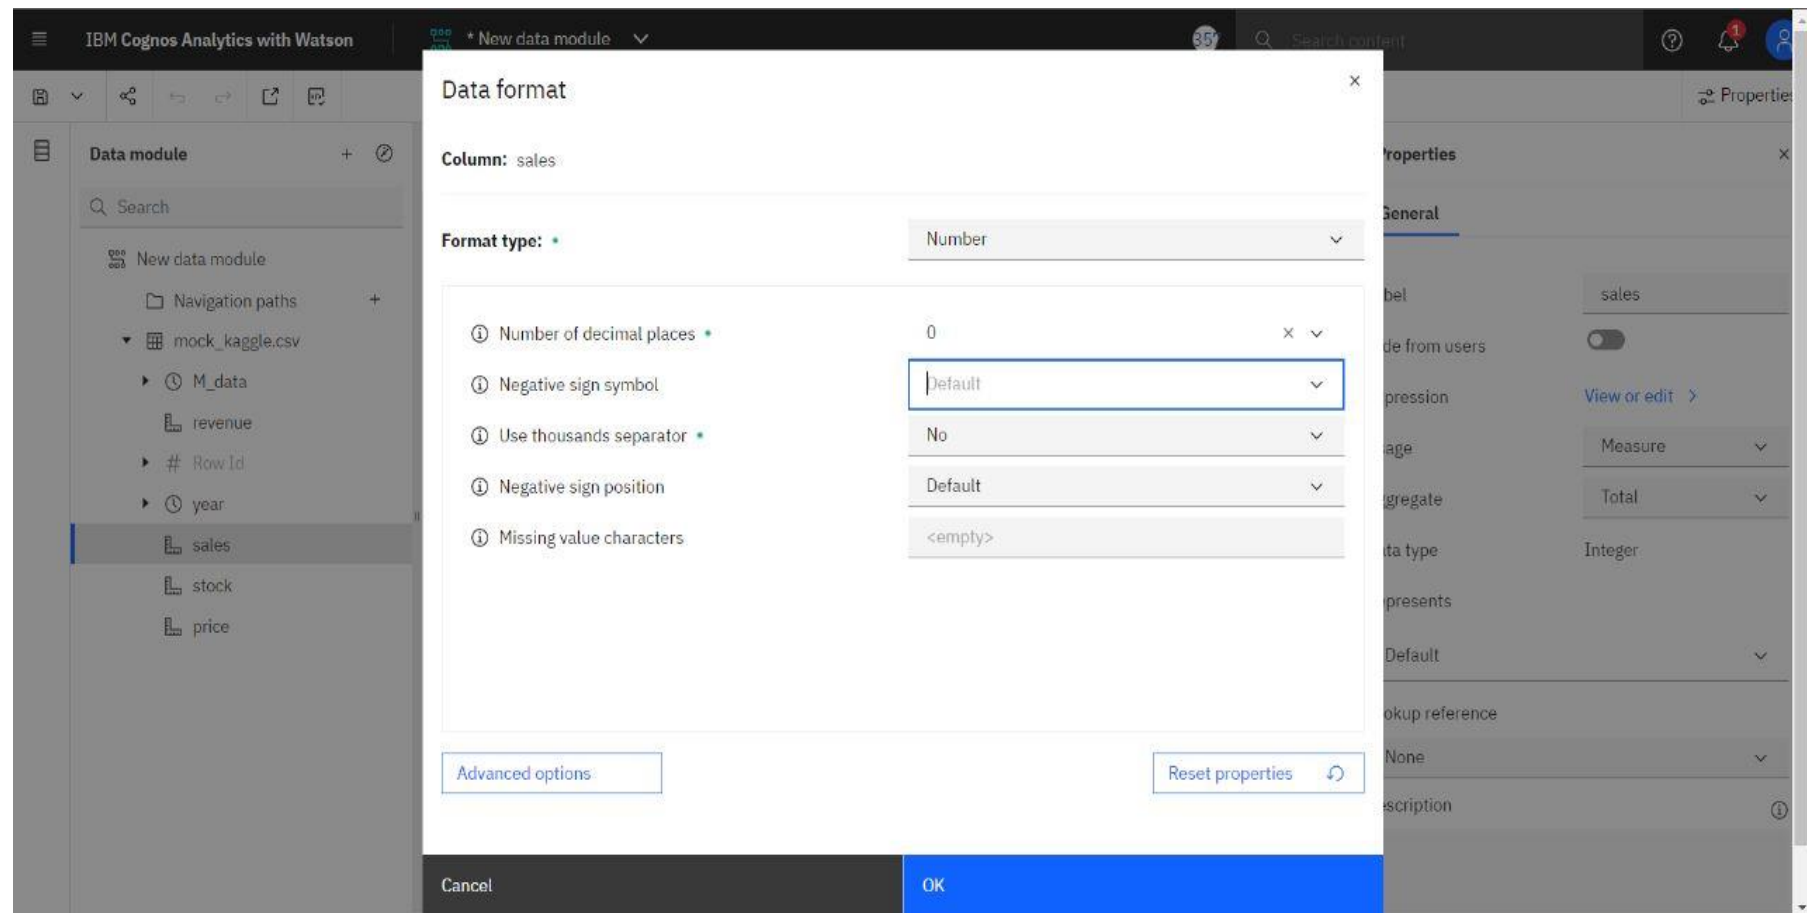 IBM Cognos Analytics with Watson
* New data module
Search content
1
Properties
Data module
Search
New data module
Navigation paths
mock_kaggle.csv
M_data
revenue
# Row Id
year
sales
stock
price
Data format
Column: sales
Format type:
Number
Number of decimal places
0
Negative sign symbol
Default
Use thousands separator
No
Negative sign position
Default
Missing value characters
<empty>
Advanced options
Reset properties
Cancel
OK
roperties
General
bel
sales
de from users
pression
View or edit
age
Measure
gregate
Total
ta type
Integer
presents
Default
okup reference
None
scription